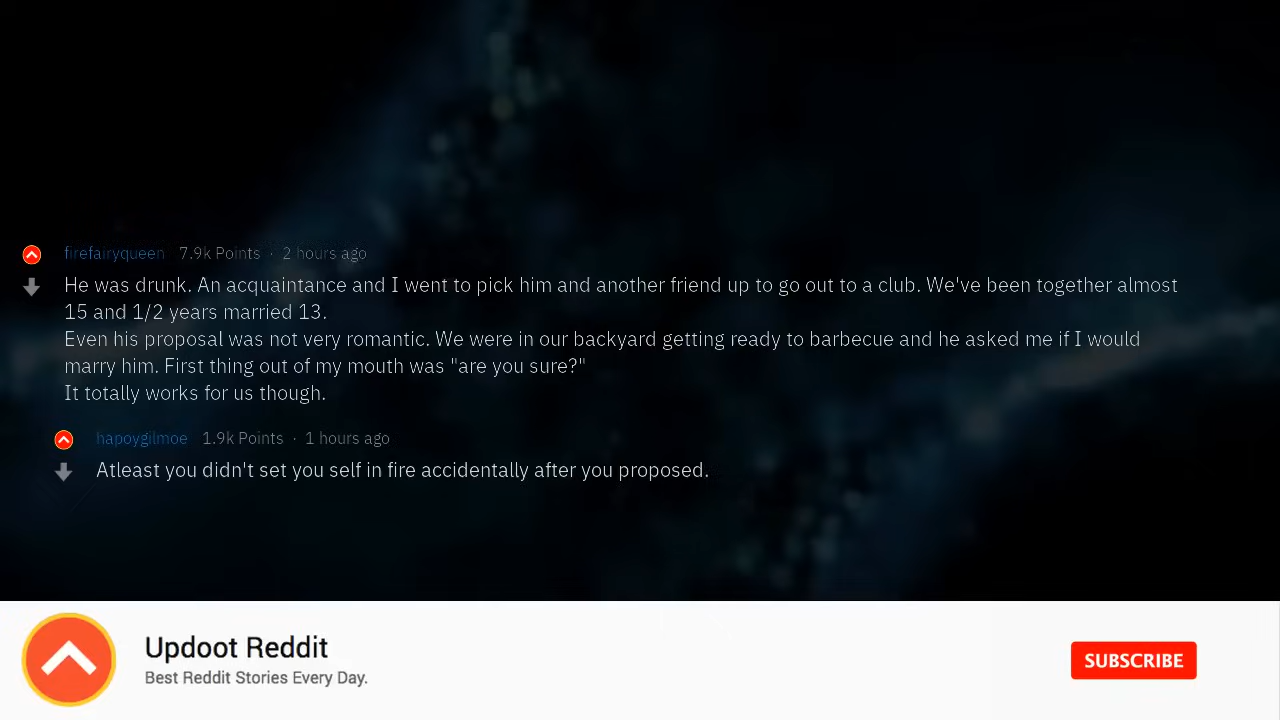 firefairyqueen 7.9k Points · 2 hours ago
He was drunk. An acquaintance and I went to pick him and another friend up to go out to a club. We've been together almost
15 and 1/2 years married 13.
Even his proposal was not very romantic. We were in our backyard getting ready to barbecue and he asked me if I would
marry him. First thing out of my mouth was "are you sure?"
It totally works for us though.
hapoygilmoe 1.9k Points · 1 hours ago
Atleast you didn't set you self in fire accidentally after you proposed.
Updoot Reddit
Best Reddit Stories Every Day.
SUBSCRIBE